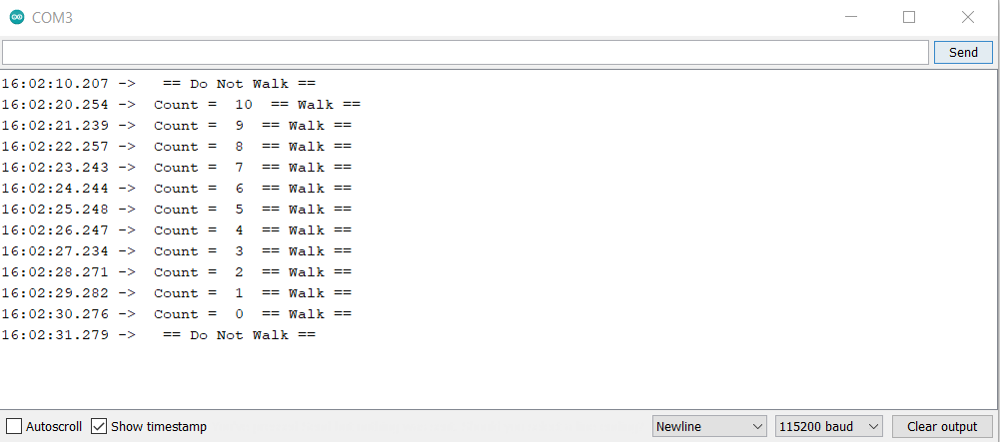 COM3
Send
16:02:10.207 ->   == Do Not Walk ==
16:02:20.254 ->  Count =  10  == Walk ==
16:02:21.239 ->  Count =  9  == Walk ==
16:02:22.257 ->  Count =  8  == Walk ==
16:02:23.243 ->  Count =  7  == Walk ==
16:02:24.244 ->  Count =  6  == Walk ==
16:02:25.248 ->  Count =  5  == Walk ==
16:02:26.247 ->  Count =  4  == Walk ==
16:02:27.234 ->  Count =  3  == Walk ==
16:02:28.271 ->  Count =  2  == Walk ==
16:02:29.282 ->  Count =  1  == Walk ==
16:02:30.276 ->  Count =  0  == Walk ==
16:02:31.279 ->   == Do Not Walk ==
Autoscroll Show timestamp Newline 115200 baud Clear output